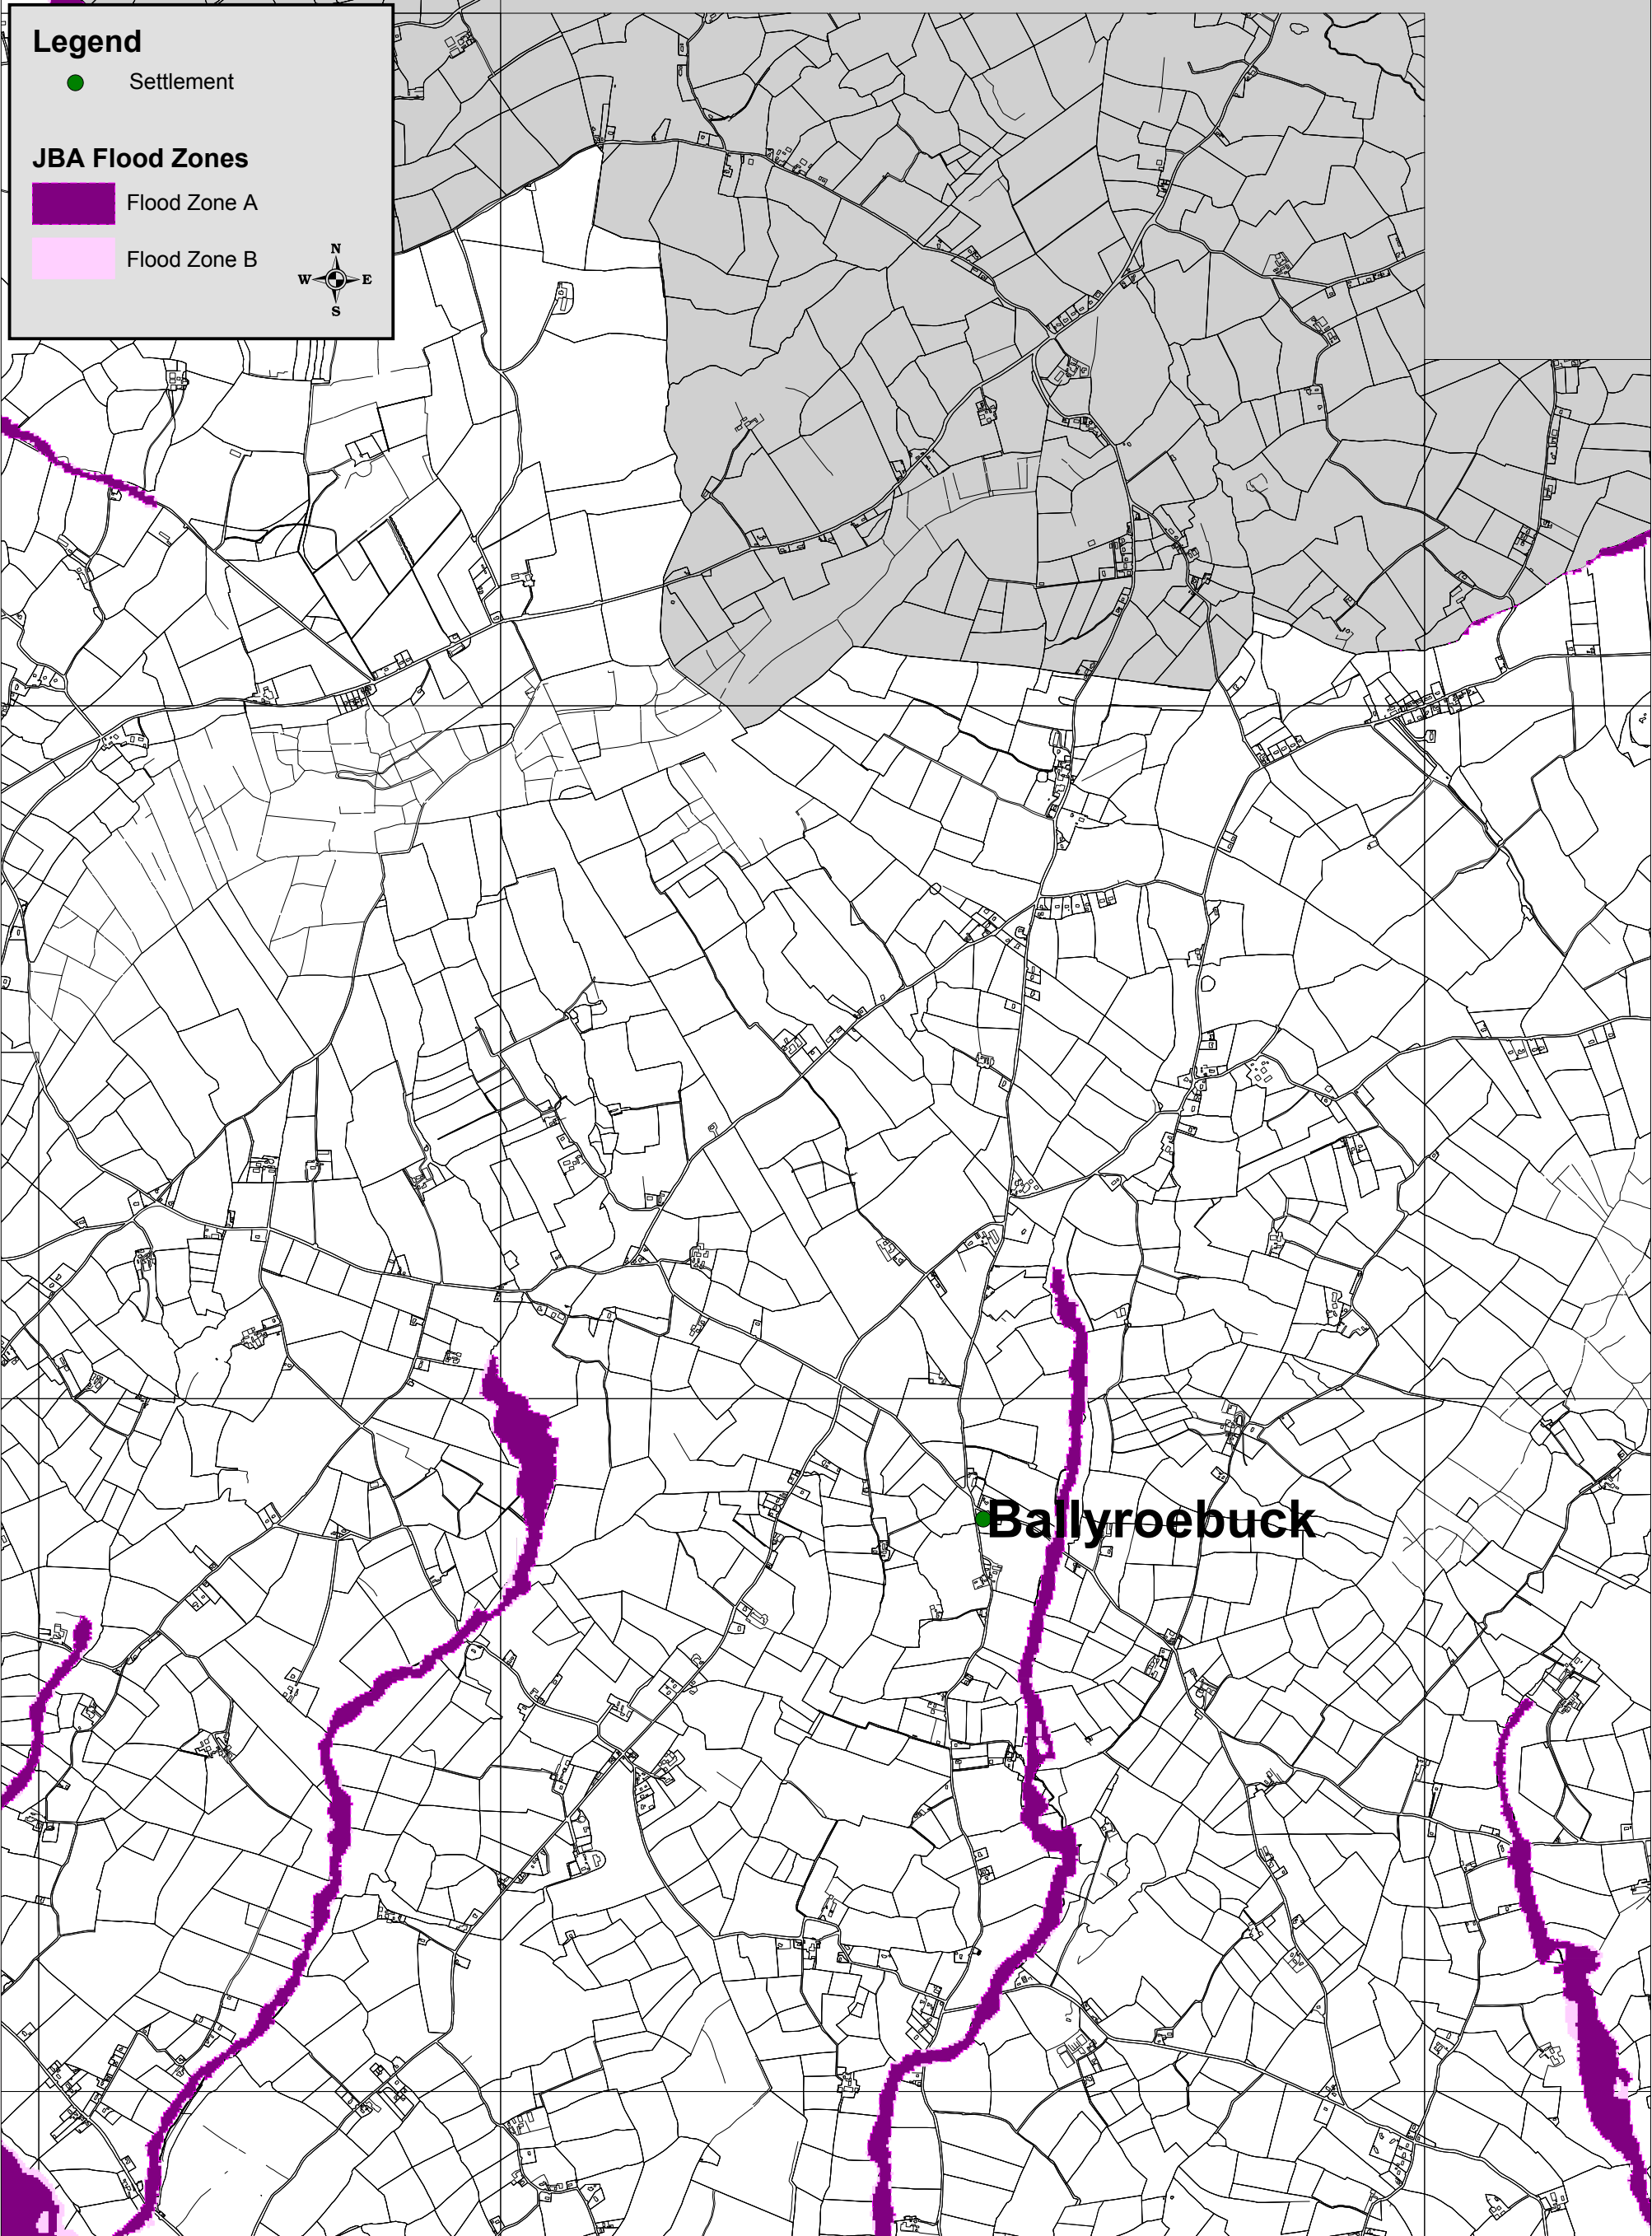 Legend
Settlement
JBA Flood Zones
Flood Zone A
Flood Zone B
N
W E
S
Ballyroebuck